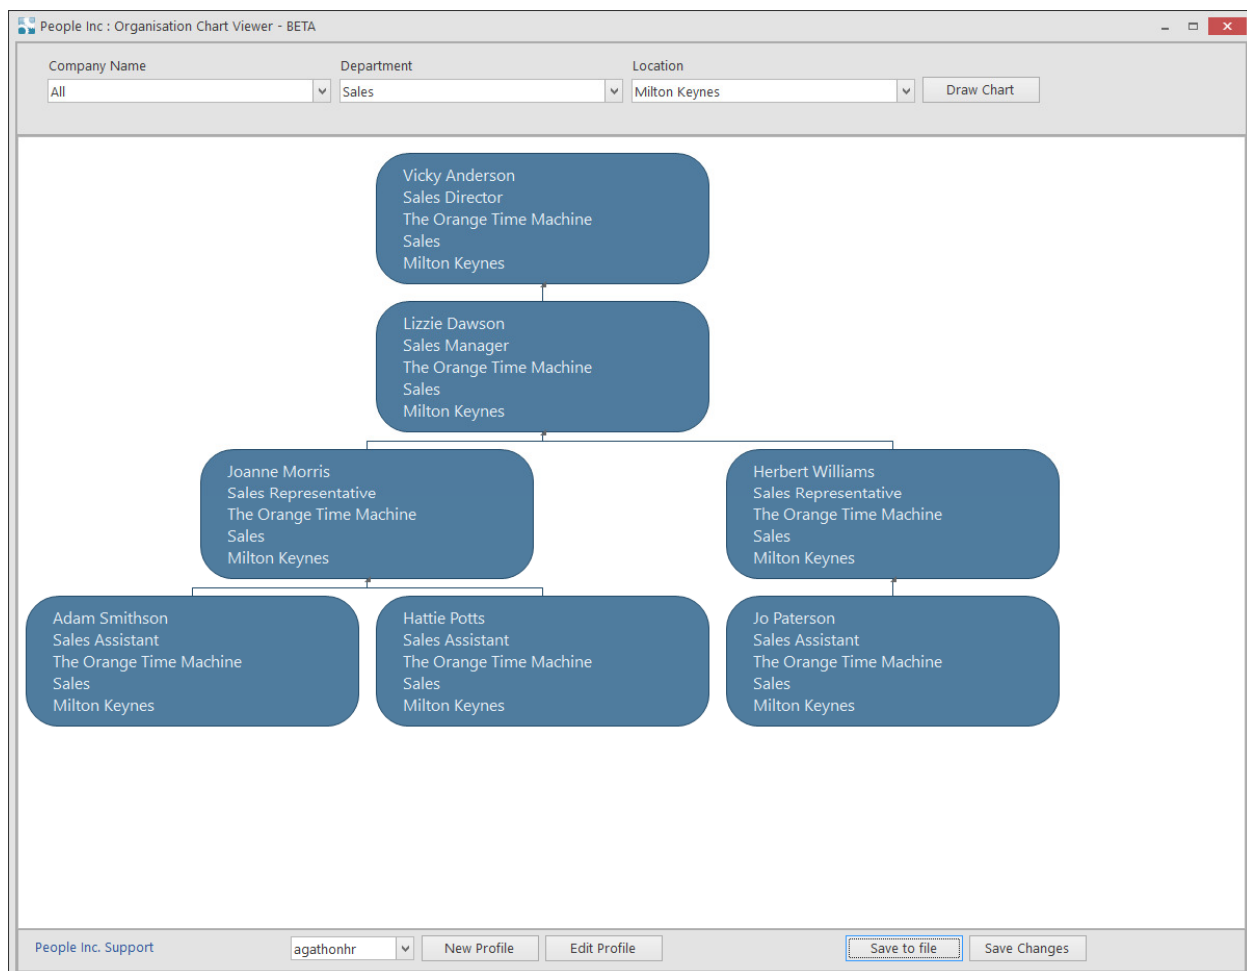 People Inc : Organisation Chart Viewer - BETA
Company Name
Department
Location
All
Sales
Milton Keynes
Draw Chart
Vicky Anderson
Sales Director
The Orange Time Machine
Sales
Milton Keynes
Lizzie Dawson
Sales Manager
The Orange Time Machine
Sales
Milton Keynes
Joanne Morris
Sales Representative
The Orange Time Machine
Sales
Milton Keynes
Herbert Williams
Sales Representative
The Orange Time Machine
Sales
Milton Keynes
Adam Smithson
Sales Assistant
The Orange Time Machine
Sales
Milton Keynes
Hattie Potts
Sales Assistant
The Orange Time Machine
Sales
Milton Keynes
Jo Paterson
Sales Assistant
The Orange Time Machine
Sales
Milton Keynes
People Inc. Support
agathonhr
New Profile
Edit Profile
Save to file
Save Changes